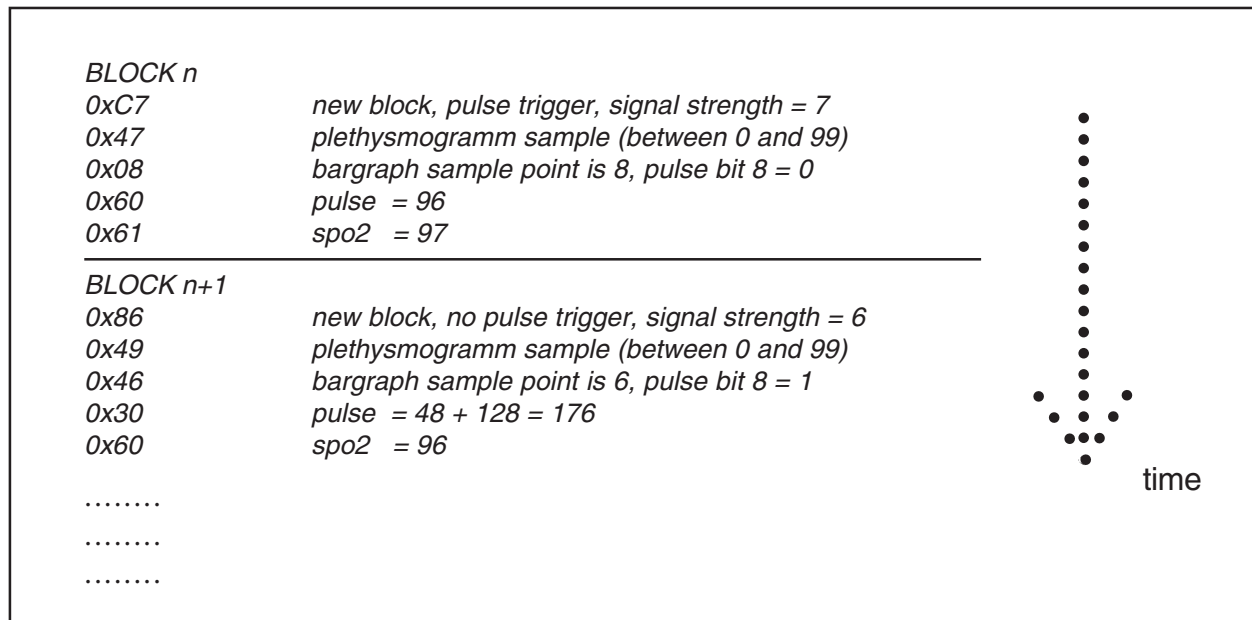 BLOCK n
0xC7 new block, pulse trigger, signal strength = 7
0x47 plethysmogramm sample (between 0 and 99)
0x08 bargraph sample point is 8, pulse bit 8 = 0
0x60 pulse = 96
0x61 spo2 = 97
BLOCK n+1
0x86 new block, no pulse trigger, signal strength = 6
0x49 plethysmogramm sample (between 0 and 99)
0x46 bargraph sample point is 6, pulse bit 8 = 1
0x30 pulse = 48 + 128 = 176
0x60 spo2 = 96
........
........
........
time